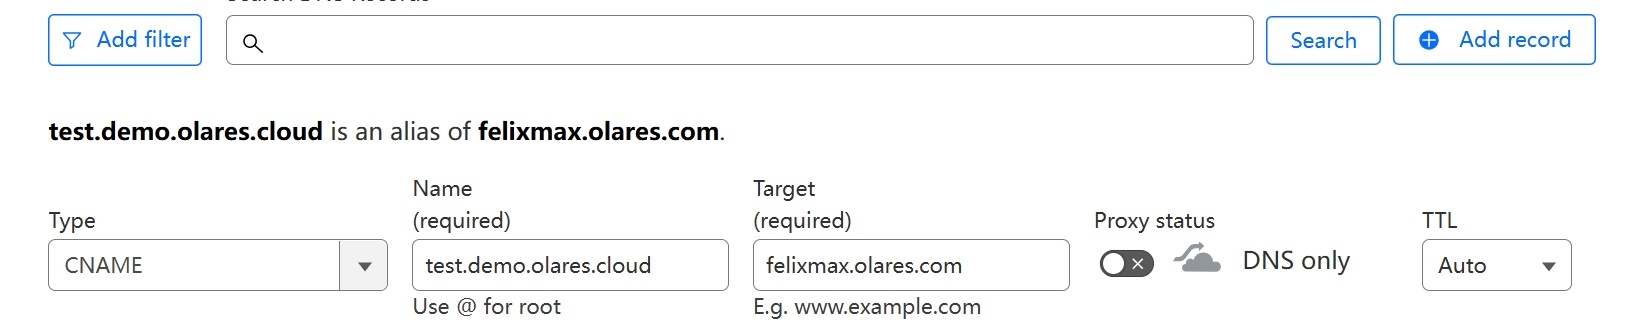 Add filter
Search
Add record
test.demo.olares.cloud is an alias of felixmax.olares.com.
Type
Name
(required)
Target
(required)
Proxy status
TTL
CNAME
test.demo.olares.cloud
felixmax.olares.com
DNS only
Auto
Use @ for root
E.g. www.example.com